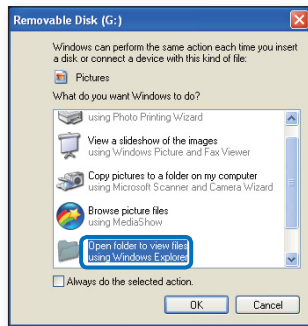 Removable Disk (G:)
Windows can perform the same action each time you insert
a disk or connect a device with this kind of file:
Pictures
What do you want Windows to do?
using Photo Printing Wizard
View a slideshow of the images
using Windows Picture and Fax Viewer
Copy pictures to a folder on my computer
using Microsoft Scanner and Camera Wizard
Browse picture files
using MediaShow
Open folder to view files
using Windows Explorer
Always do the selected action.
OK
Cancel